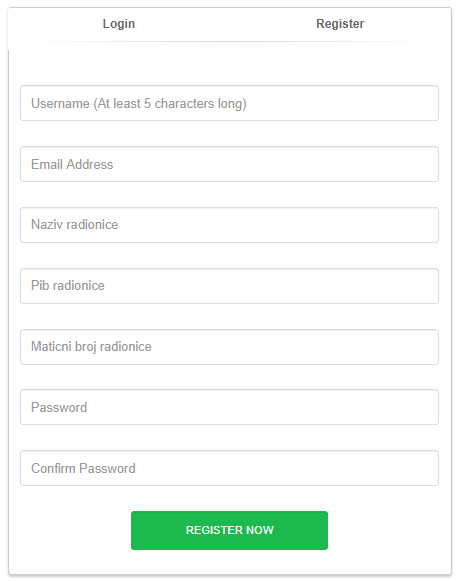 Login
Register
Username (At least 5 characters long)
Email Address
Naziv radionice
Pib radionice
Maticni broj radionice
Password
Confirm Password
REGISTER NOW